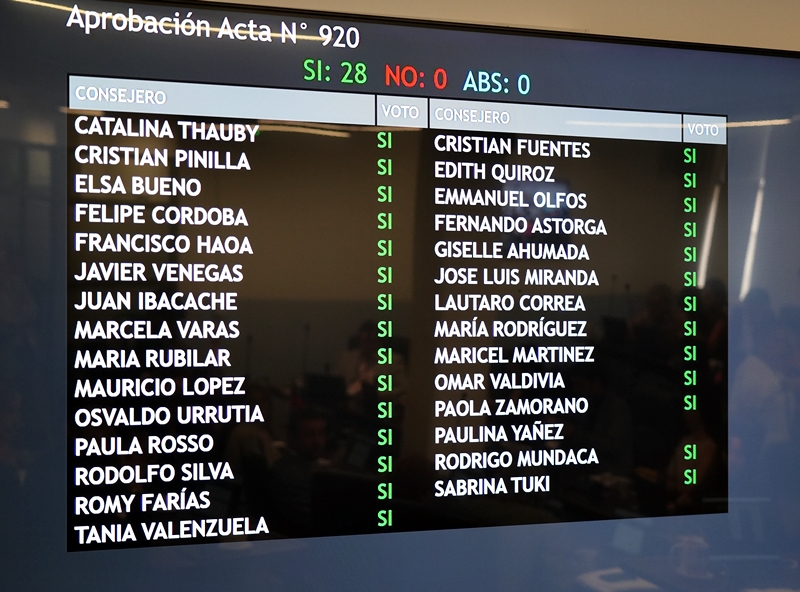 Aprobación Acta N° 920
SI: 28 NO: 0 ABS: 0
CONSEJERO VOTO
CATALINA THAUBY SI
CRISTIAN PINILLA SI
ELSA BUENO SI
FELIPE CORDOBA SI
FRANCISCO HAOA SI
JAVIER VENEGAS SI
JUAN IBACACHE SI
MARCELA VARAS SI
MARIA RUBILAR SI
MAURICIO LOPEZ SI
OSVALDO URRUTIA SI
PAULA ROSSO SI
RODOLFO SILVA SI
ROMY FARÍAS SI
TANIA VALENZUELA SI
CONSEJERO VOTO
CRISTIAN FUENTES SI
EDITH QUIROZ SI
EMMANUEL OLFOS SI
FERNANDO ASTORGA SI
GISELLE AHUMADA SI
JOSE LUIS MIRANDA SI
LAUTARO CORREA SI
MARÍA RODRÍGUEZ SI
MARICEL MARTINEZ SI
OMAR VALDIVIA SI
PAOLA ZAMORANO SI
PAULINA YAÑEZ
RODRIGO MUNDACA SI
SABRINA TUKI SI